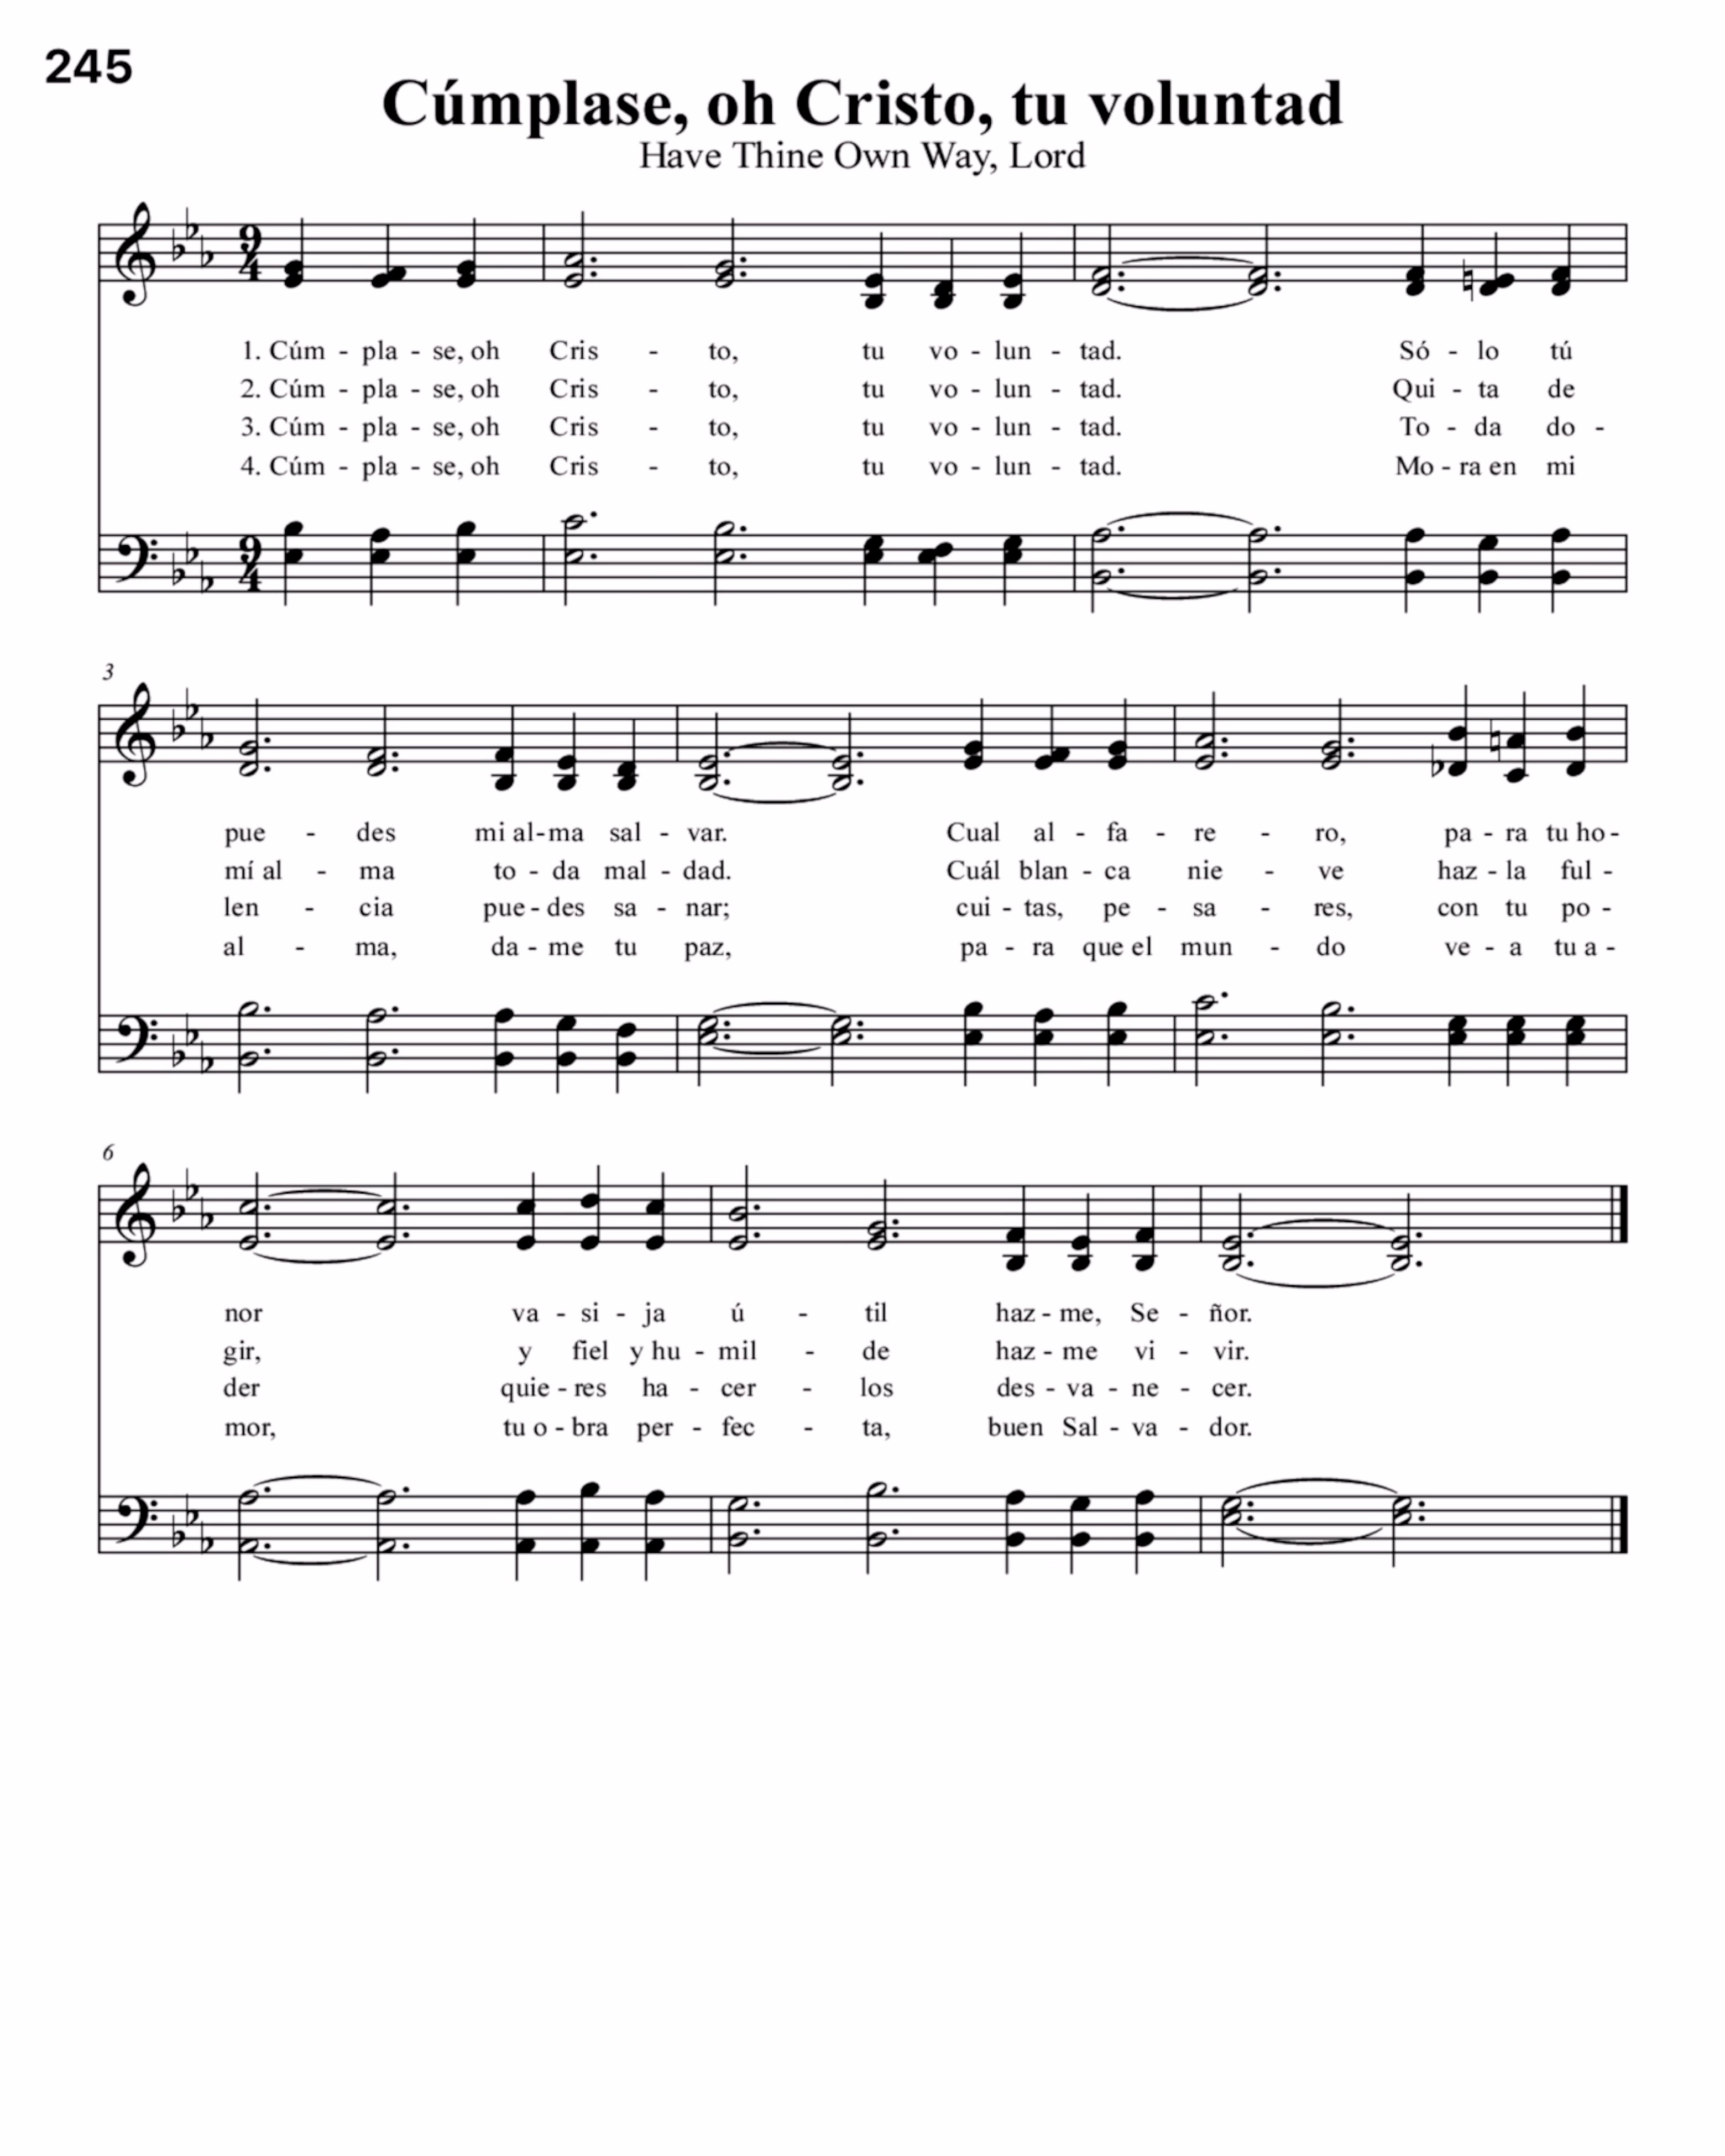 245
Cúmplase, oh Cristo, tu voluntad
Have Thine Own Way, Lord
9
4
1. Cúm - pla - se, oh Cris - to, tu vo - lun - tad. Só - lo tú
2. Cúm - pla - se, oh Cris - to, tu vo - lun - tad. Qui - ta de
3. Cúm - pla - se, oh Cris - to, tu vo - lun - tad. To - da do -
4. Cúm - pla - se, oh Cris - to, tu vo - lun - tad. Mo - ra en mi
9
4
3
pue - des mi al-ma sal - var. Cual al - fa - re - ro, pa - ra tu ho -
mí al - ma to - da mal - dad. Cuál blan - ca nie - ve haz - la ful -
len - cia pue - des sa - nar; cui - tas, pe - sa - res, con tu po -
al - ma, da - me tu paz, pa - ra que el mun - do ve - a tu a -
6
nor va - si - ja ú - til haz - me, Se - ñor.
gir, y fiel y hu - mil - de haz - me vi - vir.
der quie - res ha - cer - los des - va - ne - cer.
mor, tu o - bra per - fec - ta, buen Sal - va - dor.